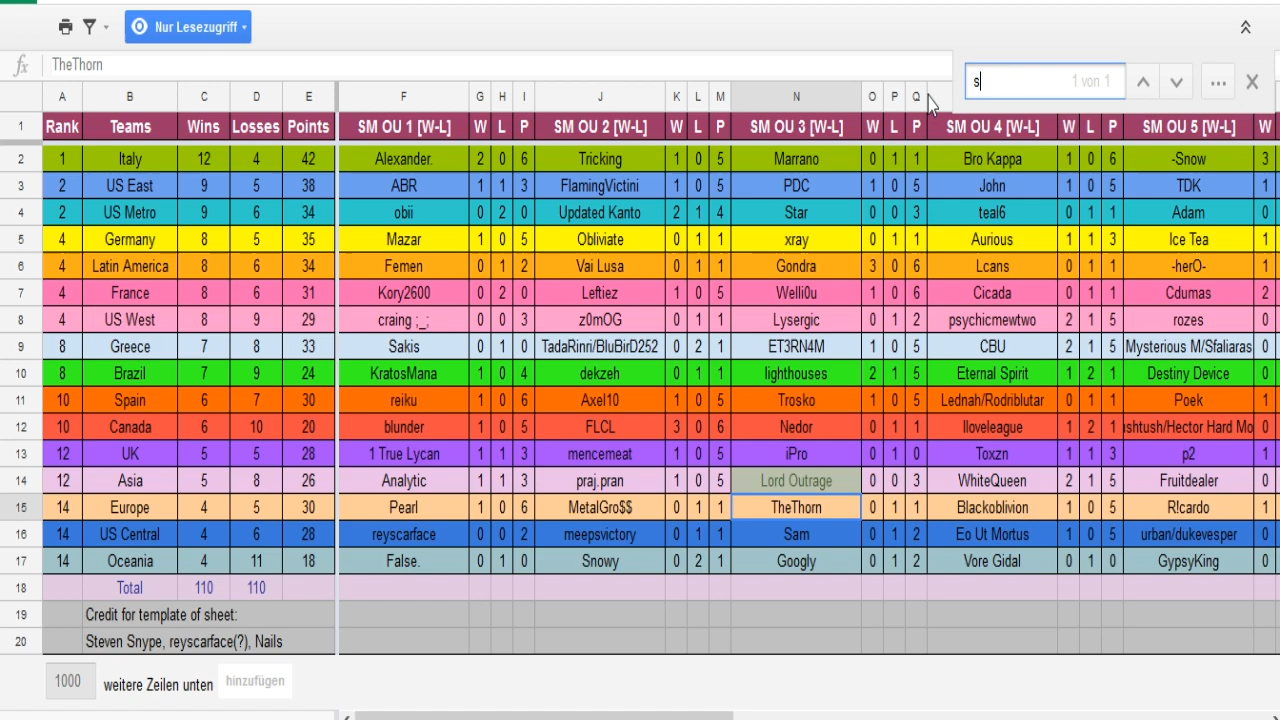 Nur Lesezugriff
fx TheThorn
s 1 von 1
A B C D E F G H I J K L M N O P Q
1 Rank Teams Wins Losses Points SM OU 1 [W-L] W L P SM OU 2 [W-L] W L P SM OU 3 [W-L] W L P SM OU 4 [W-L] W L P SM OU 5 [W-L] W
2 1 Italy 12 4 42 Alexander. 2 0 6 Tricking 1 0 5 Marrano 0 1 1 Bro Kappa 1 0 6 -Snow 3
3 2 US East 9 5 38 ABR 1 1 3 FlamingVictini 1 0 5 PDC 1 0 5 John 1 0 5 TDK 1
4 2 US Metro 9 6 34 obii 0 2 0 Updated Kanto 2 1 4 Star 0 0 3 teal6 0 1 1 Adam 0
5 4 Germany 8 5 35 Mazar 1 0 5 Obliviate 0 1 1 xray 0 1 1 Aurious 1 1 3 Ice Tea 1
6 4 Latin America 8 6 34 Femen 0 1 2 Vai Lusa 0 1 1 Gondra 3 0 6 Lcans 0 1 1 -herO- 1
7 4 France 8 6 31 Kory2600 0 2 0 Leftiez 1 0 5 Welli0u 1 0 6 Cicada 0 1 1 Cdumas 2
8 4 US West 8 9 29 craing ;_; 0 0 3 z0mOG 0 1 1 Lysergic 0 1 2 psychicmewtwo 2 1 5 rozes 0
9 8 Greece 7 8 33 Sakis 0 1 0 TadaRinri/BluBirD252 0 2 1 ET3RN4M 1 0 5 CBU 2 1 5 Mysterious M/Sfaliaras 0
10 8 Brazil 7 9 24 KratosMana 1 0 4 dekzeh 0 1 1 lighthouses 2 1 5 Eternal Spirit 1 2 1 Destiny Device 0
11 10 Spain 6 7 30 reiku 1 0 6 Axel10 0 1 1 Trosko 1 0 5 Lednah/Rodriblutar 0 1 1 Poek 1
12 10 Canada 6 10 20 blunder 1 0 5 FLCL 3 0 6 Nedor 0 1 1 Iloveleague 1 2 1 ushtush/Hector Hard Mo 0
13 12 UK 5 5 28 1 True Lycan 1 1 3 mencemeat 1 0 5 iPro 0 1 1 Toxzn 1 1 3 p2 1
14 12 Asia 5 8 26 Analytic 1 1 3 praj.pran 1 0 5 Lord Outrage 0 0 3 WhiteQueen 2 1 5 Fruitdealer 0
15 14 Europe 4 5 30 Pearl 1 0 6 MetalGro$$ 0 1 1 TheThorn 0 1 1 Blackoblivion 1 0 5 R!cardo 1
16 14 US Central 4 6 28 reyscarface 0 0 2 meepsvictory 0 1 1 Sam 0 1 2 Eo Ut Mortus 1 0 5 urban/dukevesper 0
17 14 Oceania 4 11 18 False. 0 1 0 Snowy 0 2 1 Googly 0 1 2 Vore Gidal 0 1 0 GypsyKing 0
18 Total 110 110
19 Credit for template of sheet:
20 Steven Snype, reyscarface(?), Nails
1000 weitere Zeilen unten hinzufügen